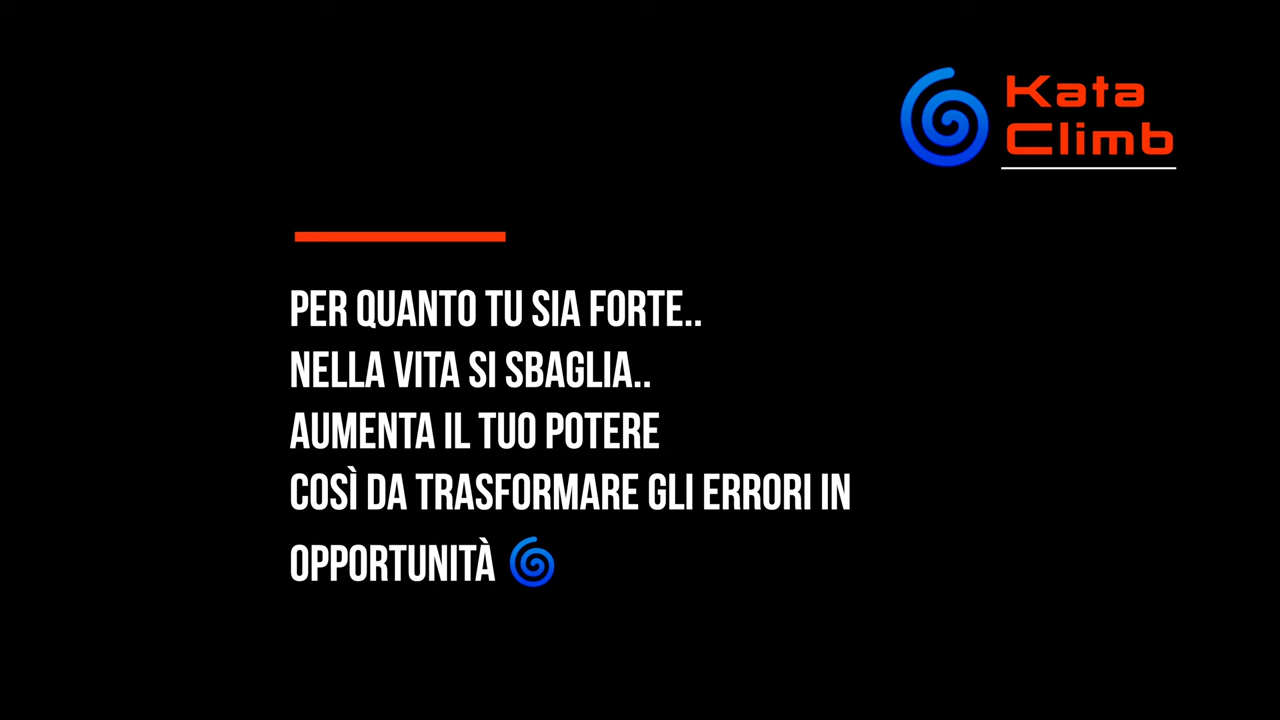 Kata
Climb
PER QUANTO TU SIA FORTE..
NELLA VITA SI SBAGLIA..
AUMENTA IL TUO POTERE
COSÌ DA TRASFORMARE GLI ERRORI IN
OPPORTUNITÀ 🌀